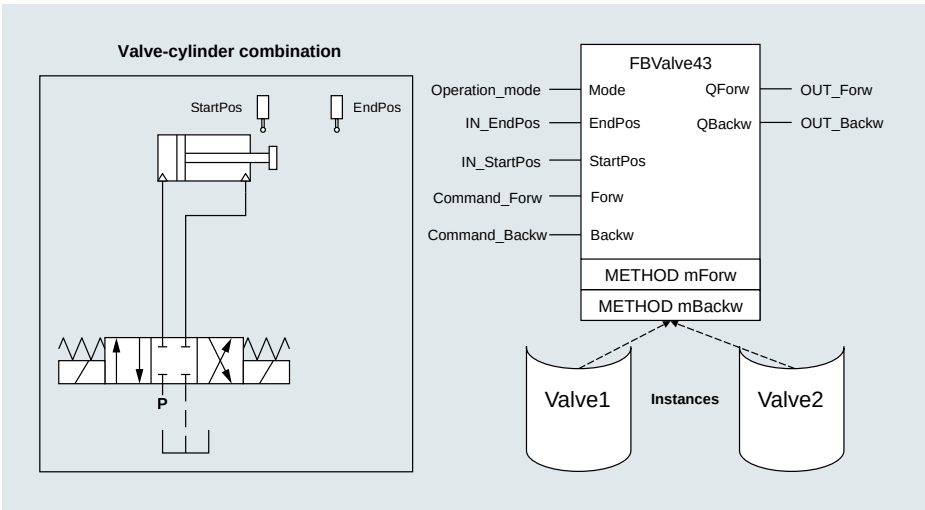 Valve-cylinder combination
StartPos
EndPos
P
FBValve43
Operation_mode
Mode
QForw
OUT_Forw
IN_EndPos
EndPos
QBackw
OUT_Backw
IN_StartPos
StartPos
Command_Forw
Forw
Command_Backw
Backw
METHOD mForw
METHOD mBackw
Valve1
Instances
Valve2